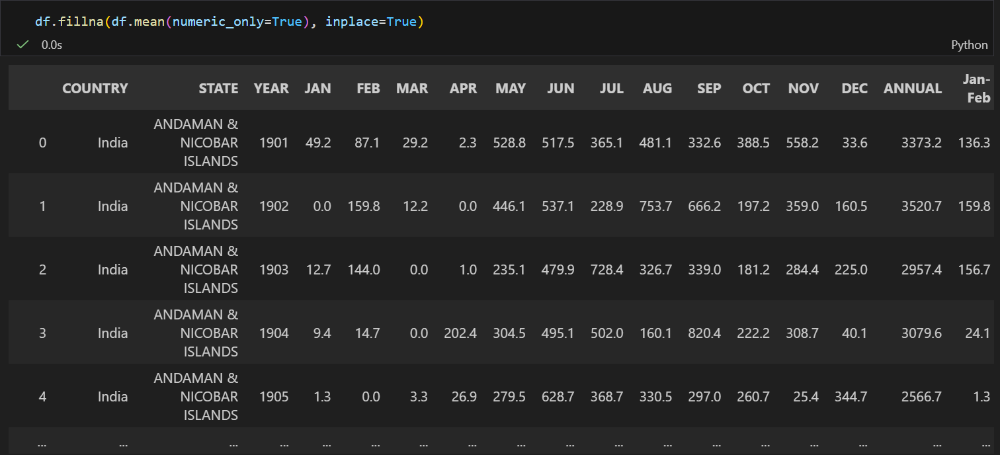 df.fillna(df.mean(numeric_only=True), inplace=True)
0.0s
Python
COUNTRY STATE YEAR JAN FEB MAR APR MAY JUN JUL AUG SEP OCT NOV DEC ANNUAL Jan-
Feb
ANDAMAN &
0 India NICOBAR 1901 49.2 87.1 29.2 2.3 528.8 517.5 365.1 481.1 332.6 388.5 558.2 33.6 3373.2 136.3
ISLANDS
ANDAMAN &
1 India NICOBAR 1902 0.0 159.8 12.2 0.0 446.1 537.1 228.9 753.7 666.2 197.2 359.0 160.5 3520.7 159.8
ISLANDS
ANDAMAN &
2 India NICOBAR 1903 12.7 144.0 0.0 1.0 235.1 479.9 728.4 326.7 339.0 181.2 284.4 225.0 2957.4 156.7
ISLANDS
ANDAMAN &
3 India NICOBAR 1904 9.4 14.7 0.0 202.4 304.5 495.1 502.0 160.1 820.4 222.2 308.7 40.1 3079.6 24.1
ISLANDS
ANDAMAN &
4 India NICOBAR 1905 1.3 0.0 3.3 26.9 279.5 628.7 368.7 330.5 297.0 260.7 25.4 344.7 2566.7 1.3
ISLANDS
... ... ... ... ... ... ... ... ... ... ... ... ... ... ... ... ... ...